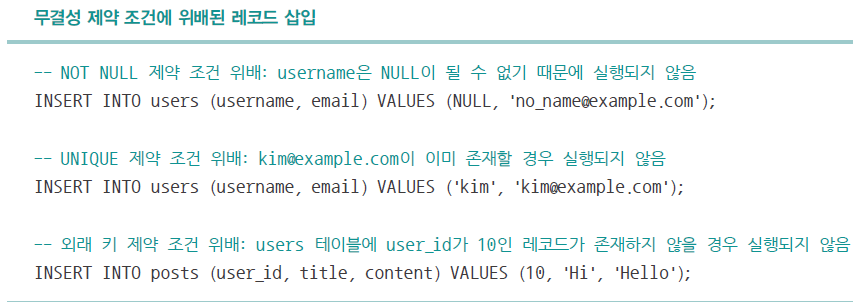 무결성 제약 조건에 위배된 레코드 삽입
-- NOT NULL 제약 조건 위배: username은 NULL이 될 수 없기 때문에 실행되지 않음
INSERT INTO users (username, email) VALUES (NULL, 'no_name@example.com');
-- UNIQUE 제약 조건 위배: kim@example.com이 이미 존재할 경우 실행되지 않음
INSERT INTO users (username, email) VALUES ('kim', 'kim@example.com');
-- 외래 키 제약 조건 위배: users 테이블에 user_id가 10인 레코드가 존재하지 않을 경우 실행되지 않음
INSERT INTO posts (user_id, title, content) VALUES (10, 'Hi', 'Hello');